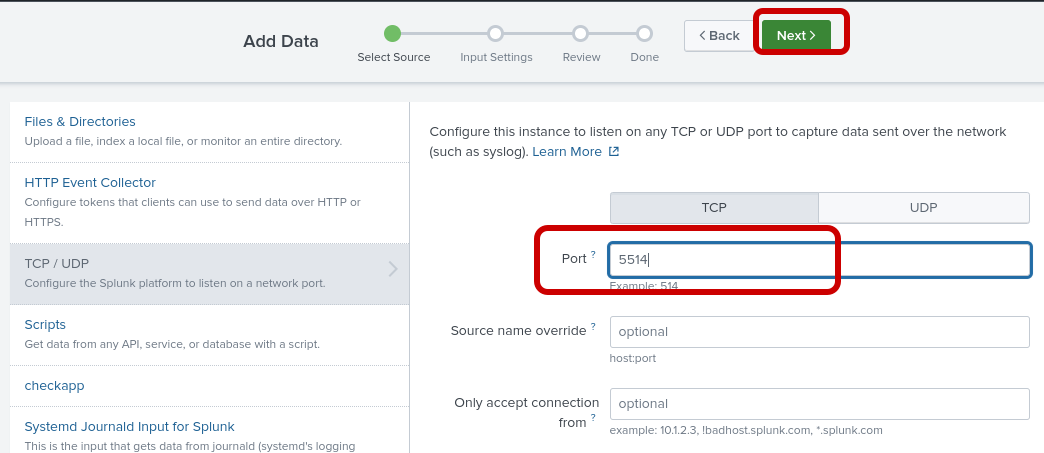 Add Data
Select Source
Input Settings
Review
Done
< Back
Next >
Files & Directories
Upload a file, index a local file, or monitor an entire directory.
HTTP Event Collector
Configure tokens that clients can use to send data over HTTP or
HTTPS.
TCP / UDP
Configure the Splunk platform to listen on a network port.
Scripts
Get data from any API, service, or database with a script.
checkapp
Systemd Journald Input for Splunk
This is the input that gets data from journald (systemd's logging
Configure this instance to listen on any TCP or UDP port to capture data sent over the network
(such as syslog). Learn More
TCP
UDP
Port ?
5514
Example: 514
Source name override ?
optional
host:port
Only accept connection
from ?
optional
example: 10.1.2.3, !badhost.splunk.com, *.splunk.com